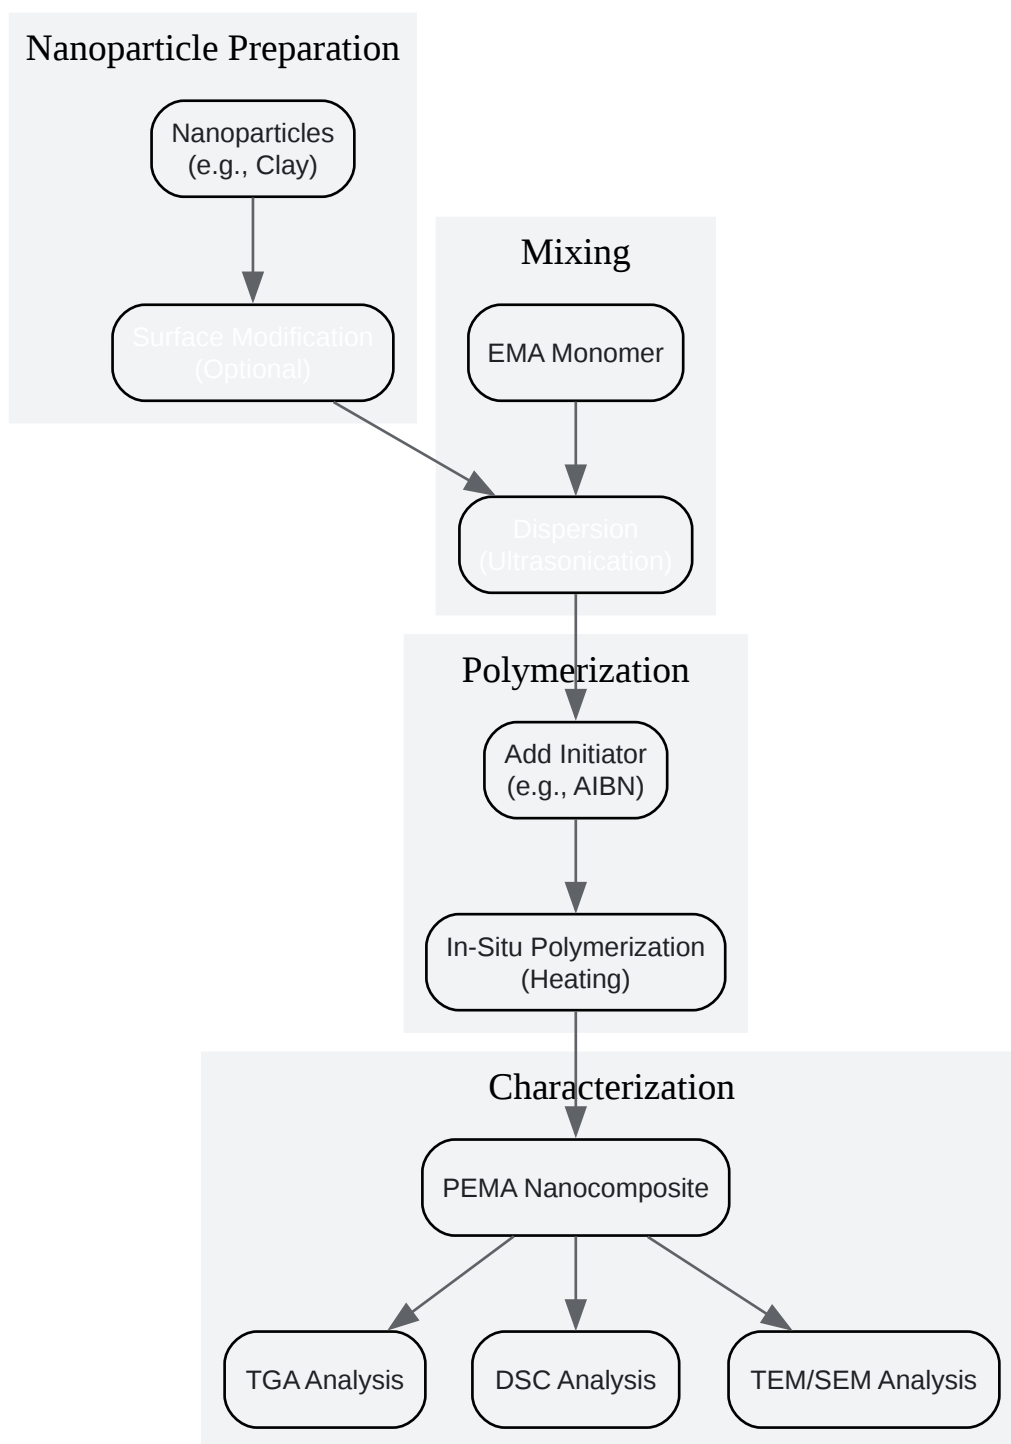 Nanoparticle Preparation
Nanoparticles
(e.g., Clay)
Surface Modification
(Optional)
Mixing
EMA Monomer
Dispersion
(Ultrasonication)
Polymerization
Add Initiator
(e.g., AIBN)
In-Situ Polymerization
(Heating)
Characterization
PEMA Nanocomposite
TGA Analysis
DSC Analysis
TEM/SEM Analysis